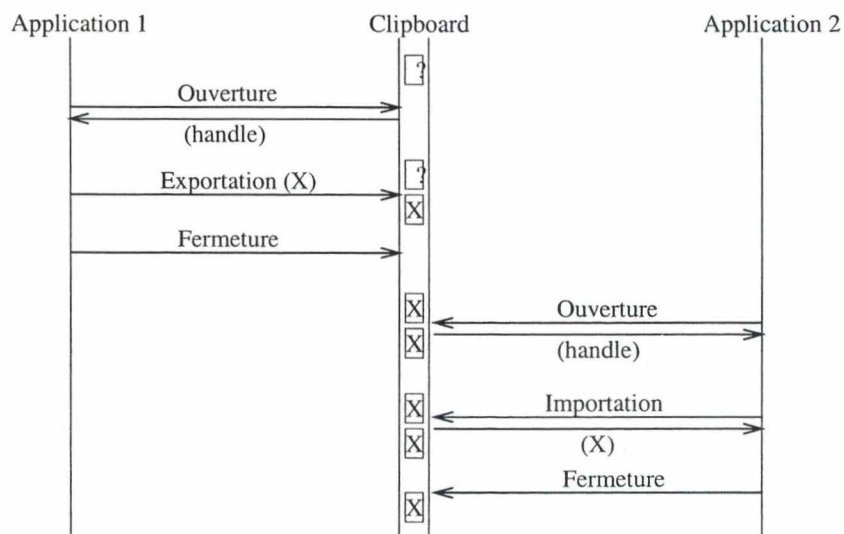 Application 1 Clipboard Application 2
?
Ouverture
(handle)
?
Exportation (X)
X
Fermeture
X
Ouverture
X
(handle)
X
Importation
X
(X)
Fermeture
X